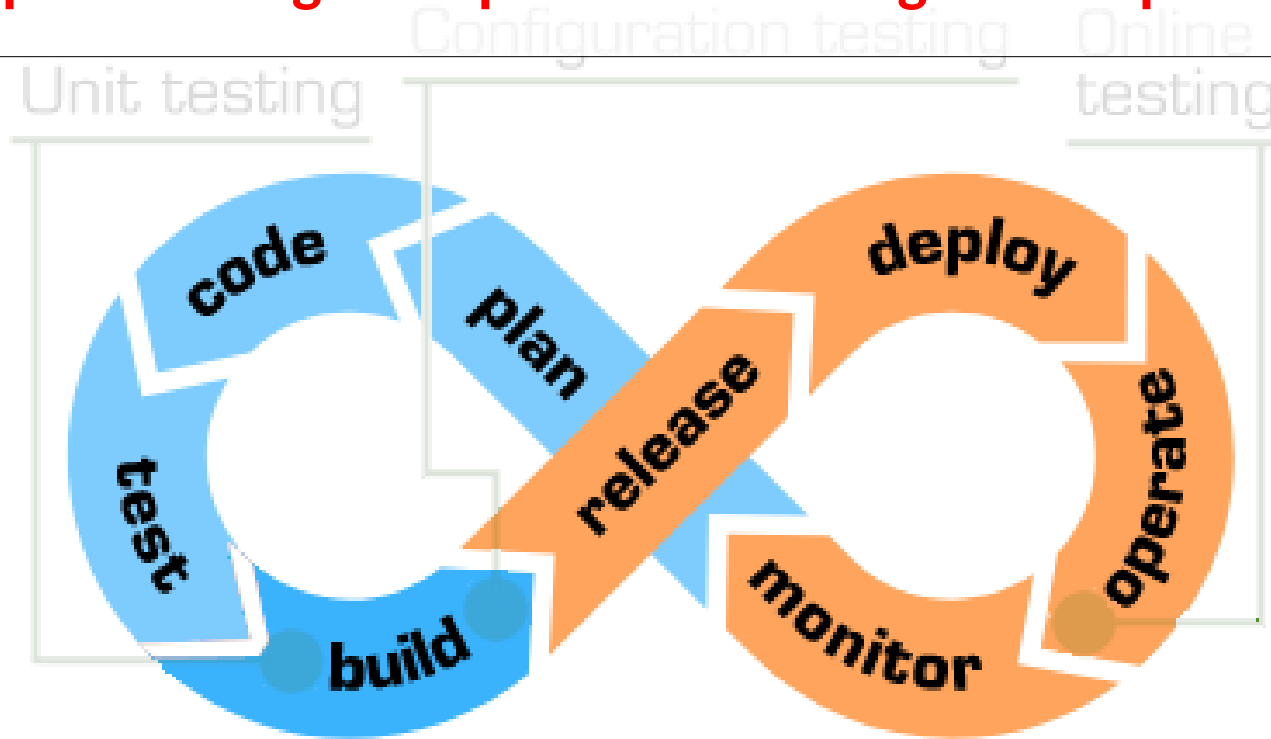 Configuration testing
Online
testing
Unit testing
code
plan
deploy
release
operate
test
build
monitor